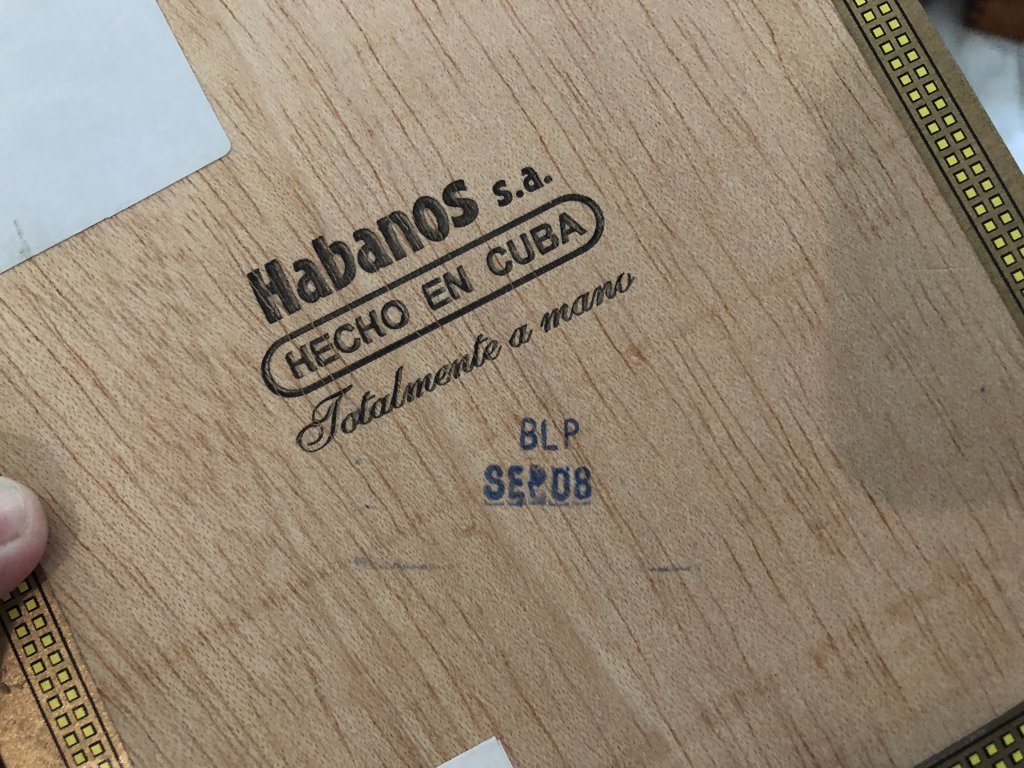 Habanos s.a.
HECHO EN CUBA
Totalmente a mano
BLP
SEP08